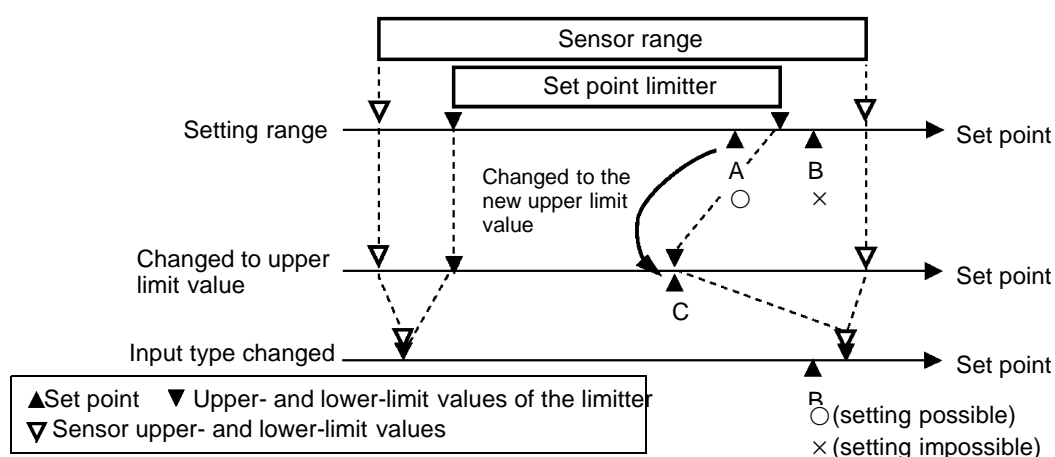 Sensor range
Set point limitter
Setting range
Set point
A
B
○
×
Changed to the
new upper limit
value
Changed to upper
limit value
Set point
C
Input type changed
Set point
B
▲Set point ▼ Upper- and lower-limit values of the limitter
▽ Sensor upper- and lower-limit values
○ (setting possible)
× (setting impossible)